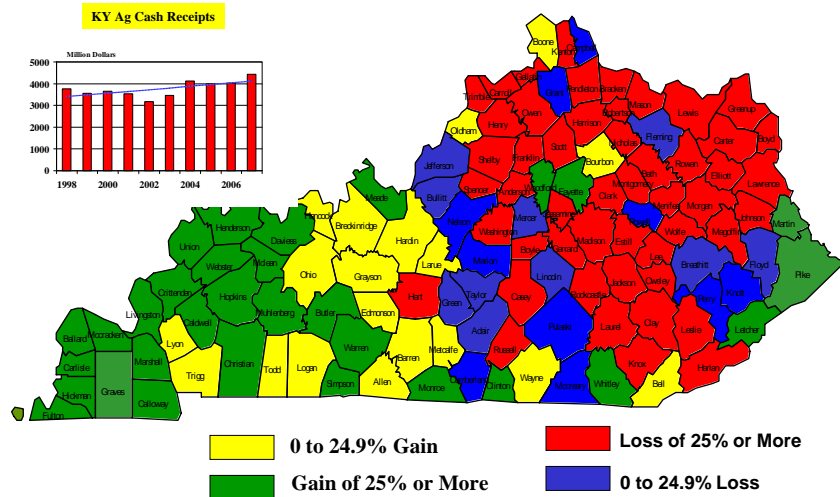 KY Ag Cash Receipts
Million Dollars
5000
4000
3000
2000
1000
0
1998 2000 2002 2004 2006
Boone
Kenton
Campbell
Gallatin
Carroll
Trimble
Grant
Pendleton
Bracken
Owen
Mason
Lewis
Greenup
Robertson
Henry
Harrison
Oldham
Fleming
Carter
Boyd
Nicholas
Scott
Bourbon
Rowan
Jefferson
Shelby
Franklin
Bath
Elliott
Lawrence
Woodford
Fayette
Montgomery
Meade
Spencer
Anderson
Clark
Menifee
Morgan
Bullitt
Johnson
Martin
Hancock
Nelson
Mercer
Washington
Powell
Wolfe
Magoffin
Breckinridge
Henderson
Daviess
Hardin
Madison
Estill
Union
Boyle
Garrard
Lee
Floyd
Pike
Webster
Mclean
Ohio
Grayson
Larue
Marion
Lincoln
Breathitt
Knott
Jackson
Owsley
Perry
Crittenden
Hopkins
Hart
Green
Taylor
Casey
Rockcastle
Livingston
Muhlenberg
Butler
Edmonson
Adair
Pulaski
Laurel
Clay
Leslie
Letcher
Ballard
Mccracken
Caldwell
Warren
Barren
Metcalfe
Russell
Lyon
Carlisle
Marshall
Christian
Todd
Logan
Knox
Harlan
Graves
Trigg
Simpson
Allen
Monroe
Cumberland
Clinton
Wayne
Mccreary
Whitley
Bell
Hickman
Calloway
Fulton
0 to 24.9% Gain
Loss of 25% or More
Gain of 25% or More
0 to 24.9% Loss